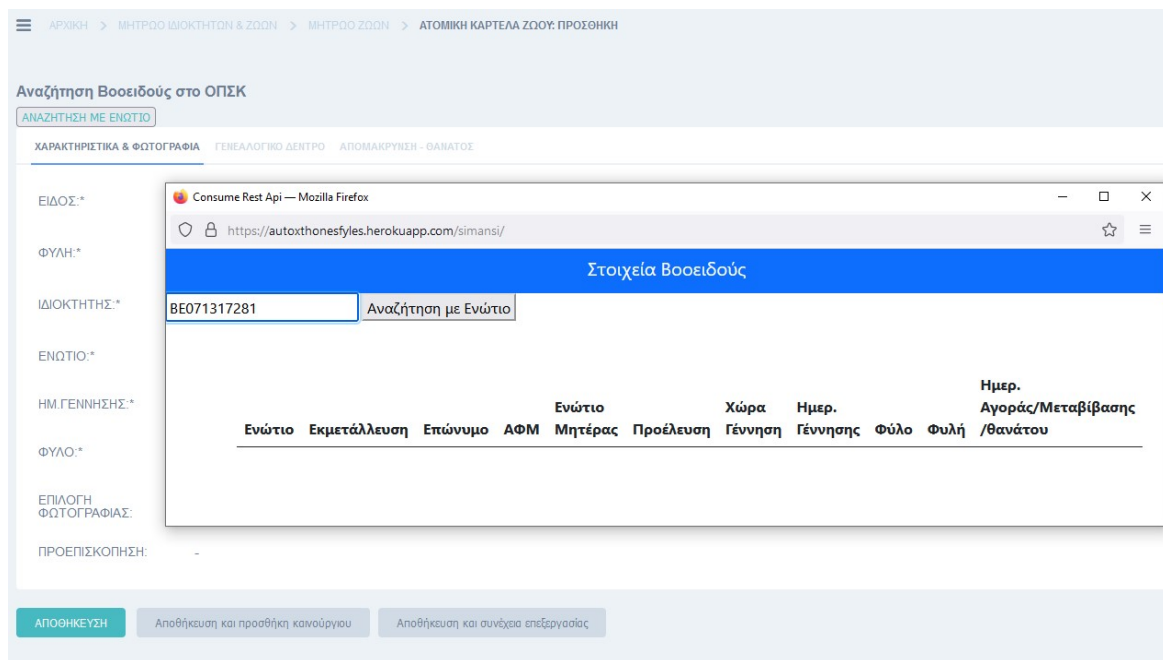 ΑΡΧΙΚΗ > ΜΗΤΡΩΟ ΙΔΙΟΚΤΗΤΩΝ & ΖΩΩΝ > ΜΗΤΡΩΟ ΖΩΩΝ > ΑΤΟΜΙΚΗ ΚΑΡΤΕΛΑ ΖΩΟΥ: ΠΡΟΣΘΗΚΗ
Αναζήτηση Βοοειδούς στο ΟΠΣΚ
ΑΝΑΖΗΤΗΣΗ ΜΕ ΕΝΩΤΙΟ
ΧΑΡΑΚΤΗΡΙΣΤΙΚΑ & ΦΩΤΟΓΡΑΦΙΑ ΓΕΝΕΑΛΟΓΙΚΟ ΔΕΝΤΡΟ ΑΠΟΜΑΚΡΥΝΣΗ - ΘΑΝΑΤΟΣ
ΕΙΔΟΣ:*
ΦΥΛΗ:*
ΙΔΙΟΚΤΗΤΗΣ:*
ΕΝΩΤΙΟ:*
ΗΜ.ΓΕΝΝΗΣΗΣ:*
ΦΥΛΟ:*
ΕΠΙΛΟΓΗ
ΦΩΤΟΓΡΑΦΙΑΣ:
ΠΡΟΕΠΙΣΚΟΠΗΣΗ: -
Consume Rest Api — Mozilla Firefox
https://autoxthonesfyles.herokuapp.com/simansi/
Στοιχεία Βοοειδούς
BE071317281 Αναζήτηση με Ενώτιο
Ημερ.
Ενώτιο Χώρα Ημερ. Αγοράς/Μεταβίβασης
Ενώτιο Εκμετάλλευση Επώνυμο ΑΦΜ Μητέρας Προέλευση Γέννηση Γέννησης Φύλο Φυλή /θανάτου
ΑΠΟΘΗΚΕΥΣΗ Αποθήκευση και προσθήκη καινούργιου Αποθήκευση και συνέχεια επεξεργασίας